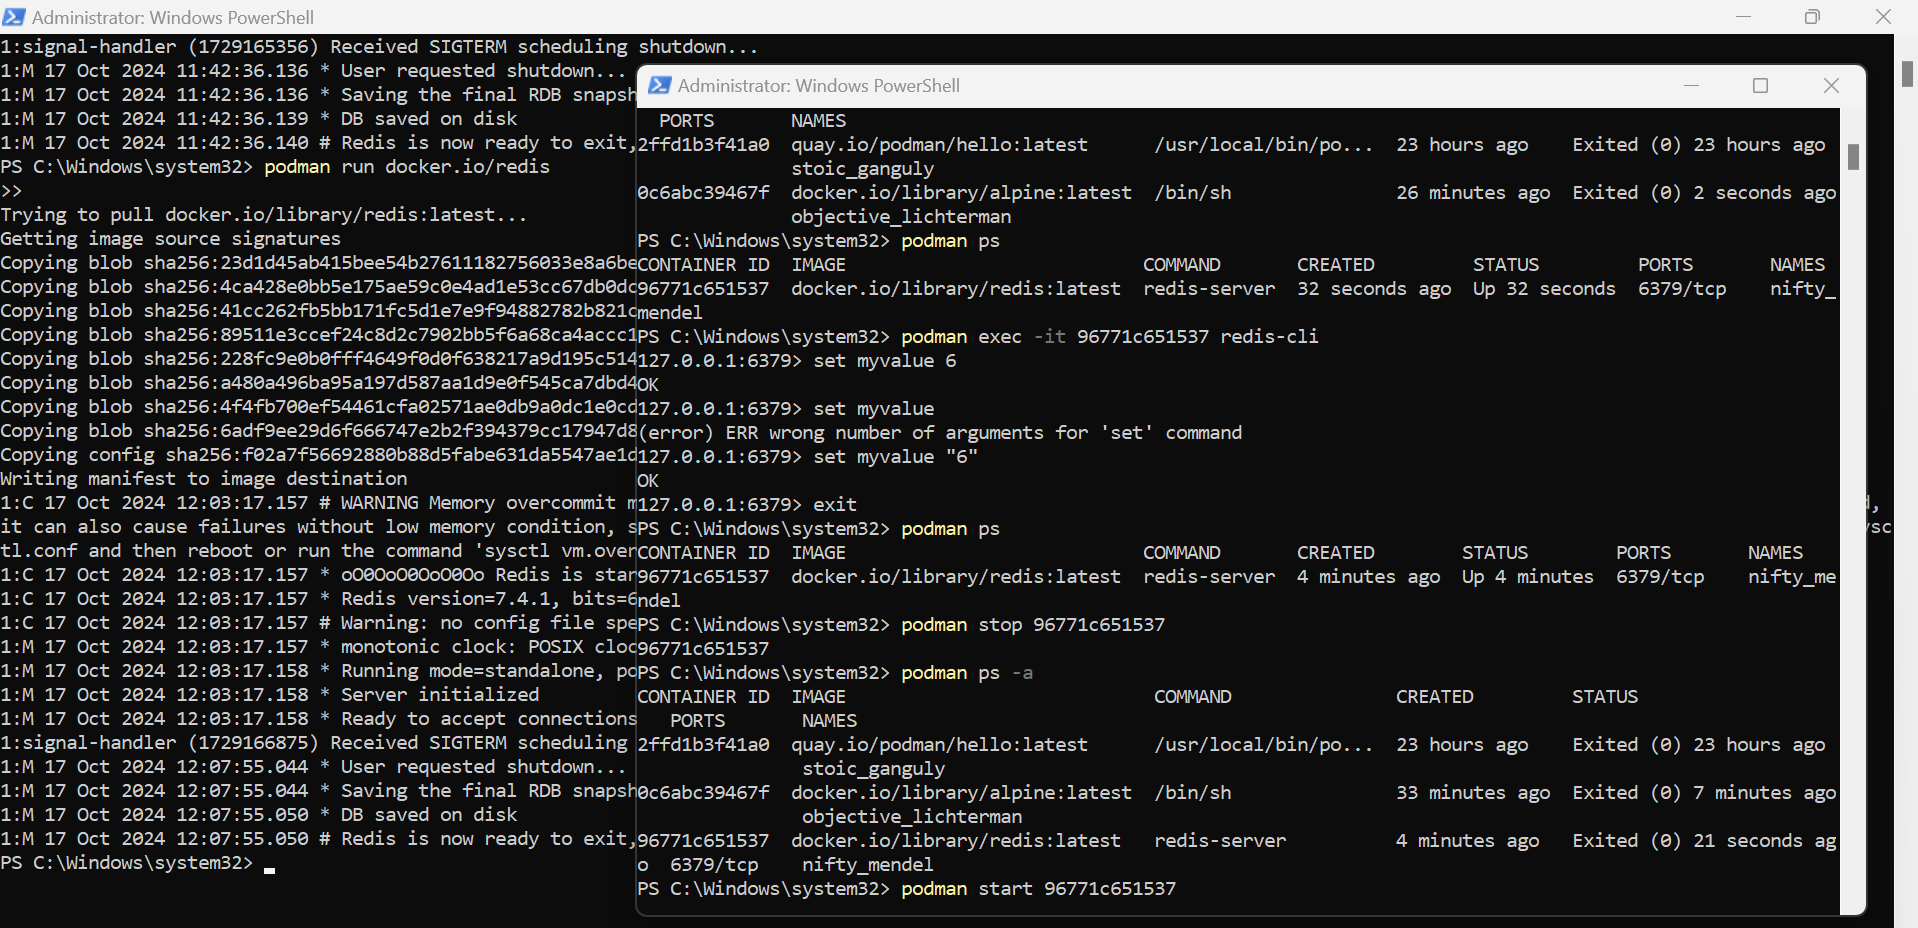 Administrator: Windows PowerShell
1:signal-handler (1729165356) Received SIGTERM scheduling shutdown...
1:M 17 Oct 2024 11:42:36.136 * User requested shutdown...
1:M 17 Oct 2024 11:42:36.136 * Saving the final RDB snapsh
1:M 17 Oct 2024 11:42:36.139 * DB saved on disk
1:M 17 Oct 2024 11:42:36.140 # Redis is now ready to exit,
PS C:\Windows\system32> podman run docker.io/redis
>>
Trying to pull docker.io/library/redis:latest...
Getting image source signatures
Copying blob sha256:23d1d45ab415bee54b27611182756033e8a6be
Copying blob sha256:4ca428e0bb5e175ae59c0e4ad1e53cc67db0dc
Copying blob sha256:41cc262fb5bb171fc5d1e7e9f94882782b821c
Copying blob sha256:89511e3ccef24c8d2c7902bb5f6a68ca4accc1
Copying blob sha256:228fc9e0b0fff4649f0d0f638217a9d195c514
Copying blob sha256:a480a496ba95a197d587aa1d9e0f545ca7dbd4
Copying blob sha256:4f4fb700ef54461cfa02571ae0db9a0dc1e0cd
Copying blob sha256:6adf9ee29d6f666747e2b2f394379cc17947d8
Copying config sha256:f02a7f56692880b88d5fabe631da5547ae1d
Writing manifest to image destination
1:C 17 Oct 2024 12:03:17.157 # WARNING Memory overcommit m
it can also cause failures without low memory condition, s
tl.conf and then reboot or run the command 'sysctl vm.over
1:C 17 Oct 2024 12:03:17.157 * oO0OoO0OoO0Oo Redis is star
1:C 17 Oct 2024 12:03:17.157 * Redis version=7.4.1, bits=6
1:C 17 Oct 2024 12:03:17.157 # Warning: no config file spe
1:M 17 Oct 2024 12:03:17.157 * monotonic clock: POSIX cloc
1:M 17 Oct 2024 12:03:17.158 * Running mode=standalone, po
1:M 17 Oct 2024 12:03:17.158 * Server initialized
1:M 17 Oct 2024 12:03:17.158 * Ready to accept connections
1:signal-handler (1729166875) Received SIGTERM scheduling
1:M 17 Oct 2024 12:07:55.044 * User requested shutdown...
1:M 17 Oct 2024 12:07:55.044 * Saving the final RDB snapsh
1:M 17 Oct 2024 12:07:55.050 * DB saved on disk
1:M 17 Oct 2024 12:07:55.050 # Redis is now ready to exit,
PS C:\Windows\system32>
Administrator: Windows PowerShell
PORTS NAMES
2ffd1b3f41a0 quay.io/podman/hello:latest /usr/local/bin/po... 23 hours ago Exited (0) 23 hours ago
stoic_ganguly
0c6abc39467f docker.io/library/alpine:latest /bin/sh 26 minutes ago Exited (0) 2 seconds ago
objective_lichterman
PS C:\Windows\system32> podman ps
CONTAINER ID IMAGE COMMAND CREATED STATUS PORTS NAMES
96771c651537 docker.io/library/redis:latest redis-server 32 seconds ago Up 32 seconds 6379/tcp nifty_
mendel
PS C:\Windows\system32> podman exec -it 96771c651537 redis-cli
127.0.0.1:6379> set myvalue 6
OK
127.0.0.1:6379> set myvalue
(error) ERR wrong number of arguments for 'set' command
127.0.0.1:6379> set myvalue "6"
OK
127.0.0.1:6379> exit
PS C:\Windows\system32> podman ps
CONTAINER ID IMAGE COMMAND CREATED STATUS PORTS NAMES
96771c651537 docker.io/library/redis:latest redis-server 4 minutes ago Up 4 minutes 6379/tcp nifty_me
ndel
PS C:\Windows\system32> podman stop 96771c651537
96771c651537
PS C:\Windows\system32> podman ps -a
CONTAINER ID IMAGE COMMAND CREATED STATUS
PORTS NAMES
2ffd1b3f41a0 quay.io/podman/hello:latest /usr/local/bin/po... 23 hours ago Exited (0) 23 hours ago
stoic_ganguly
0c6abc39467f docker.io/library/alpine:latest /bin/sh 33 minutes ago Exited (0) 7 minutes ago
objective_lichterman
96771c651537 docker.io/library/redis:latest redis-server 4 minutes ago Exited (0) 21 seconds ag
o 6379/tcp nifty_mendel
PS C:\Windows\system32> podman start 96771c651537